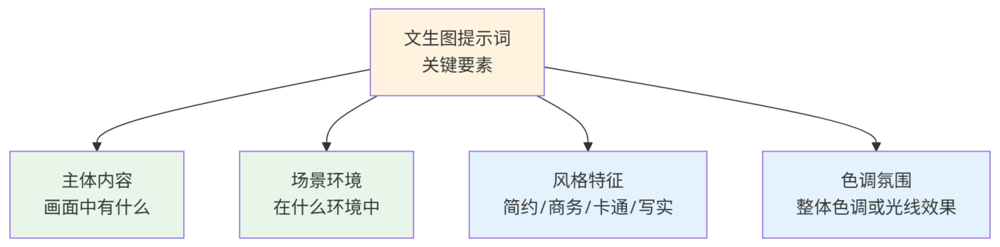 文生图提示词
关键要素
主体内容
画面中有什么
场景环境
在什么环境中
风格特征
简约/商务/卡通/写实
色调氛围
整体色调或光线效果